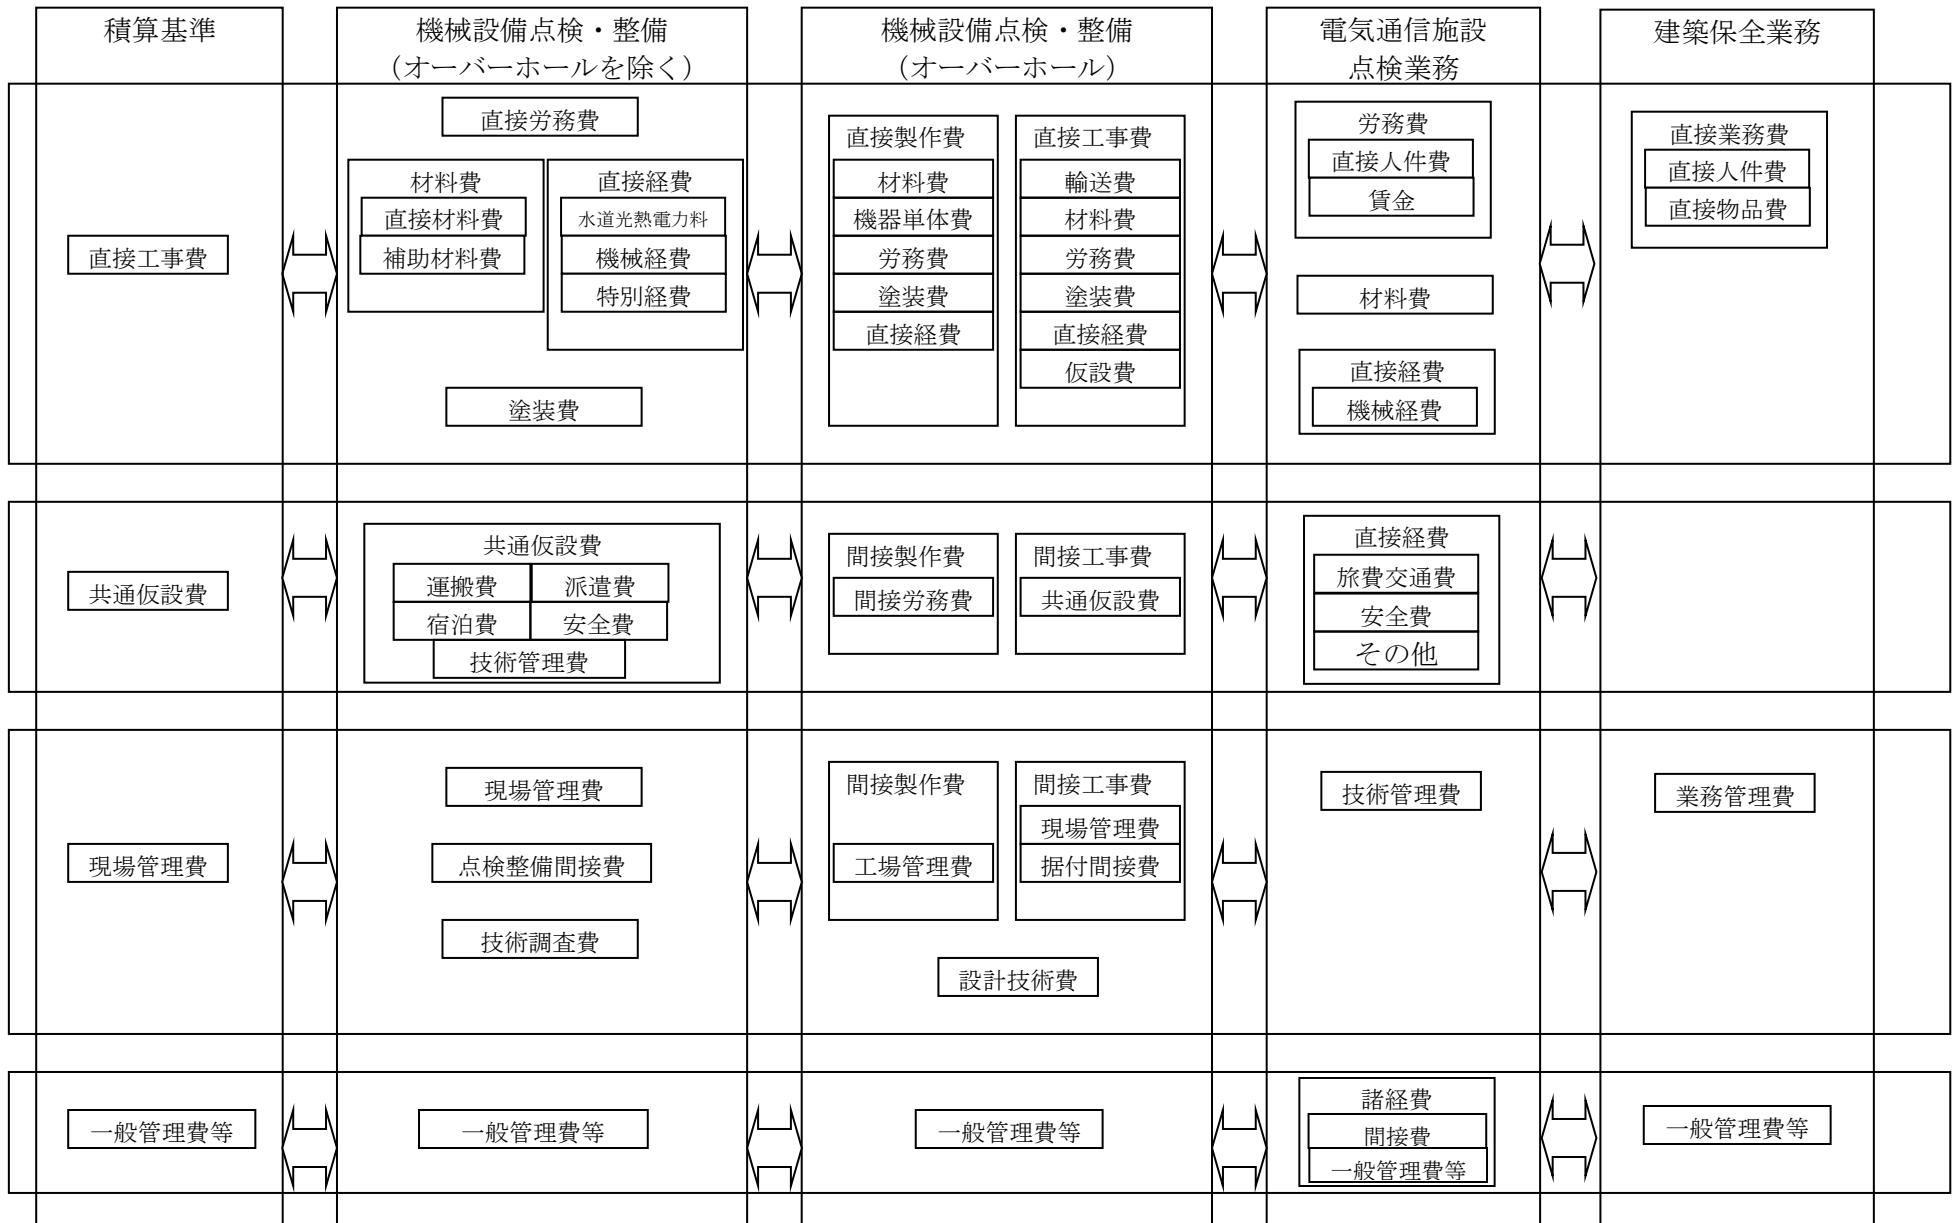 積算基準
機械設備点検・整備
（オーバーホールを除く）
機械設備点検・整備
（オーバーホール）
電気通信施設
点検業務
建築保全業務
直接工事費
直接労務費
材料費
直接材料費
補助材料費
直接経費
水道光熱電力料
機械経費
特別経費
塗装費
直接製作費
材料費
機器単体費
労務費
塗装費
直接経費
直接工事費
輸送費
材料費
労務費
塗装費
直接経費
仮設費
労務費
直接人件費
賃金
材料費
直接経費
機械経費
直接業務費
直接人件費
直接物品費
共通仮設費
共通仮設費
運搬費
派遣費
宿泊費
安全費
技術管理費
間接製作費
間接労務費
間接工事費
共通仮設費
直接経費
旅費交通費
安全費
その他
現場管理費
現場管理費
点検整備間接費
技術調査費
間接製作費
工場管理費
間接工事費
現場管理費
据付間接費
設計技術費
技術管理費
業務管理費
一般管理費等
一般管理費等
一般管理費等
諸経費
間接費
一般管理費等
一般管理費等